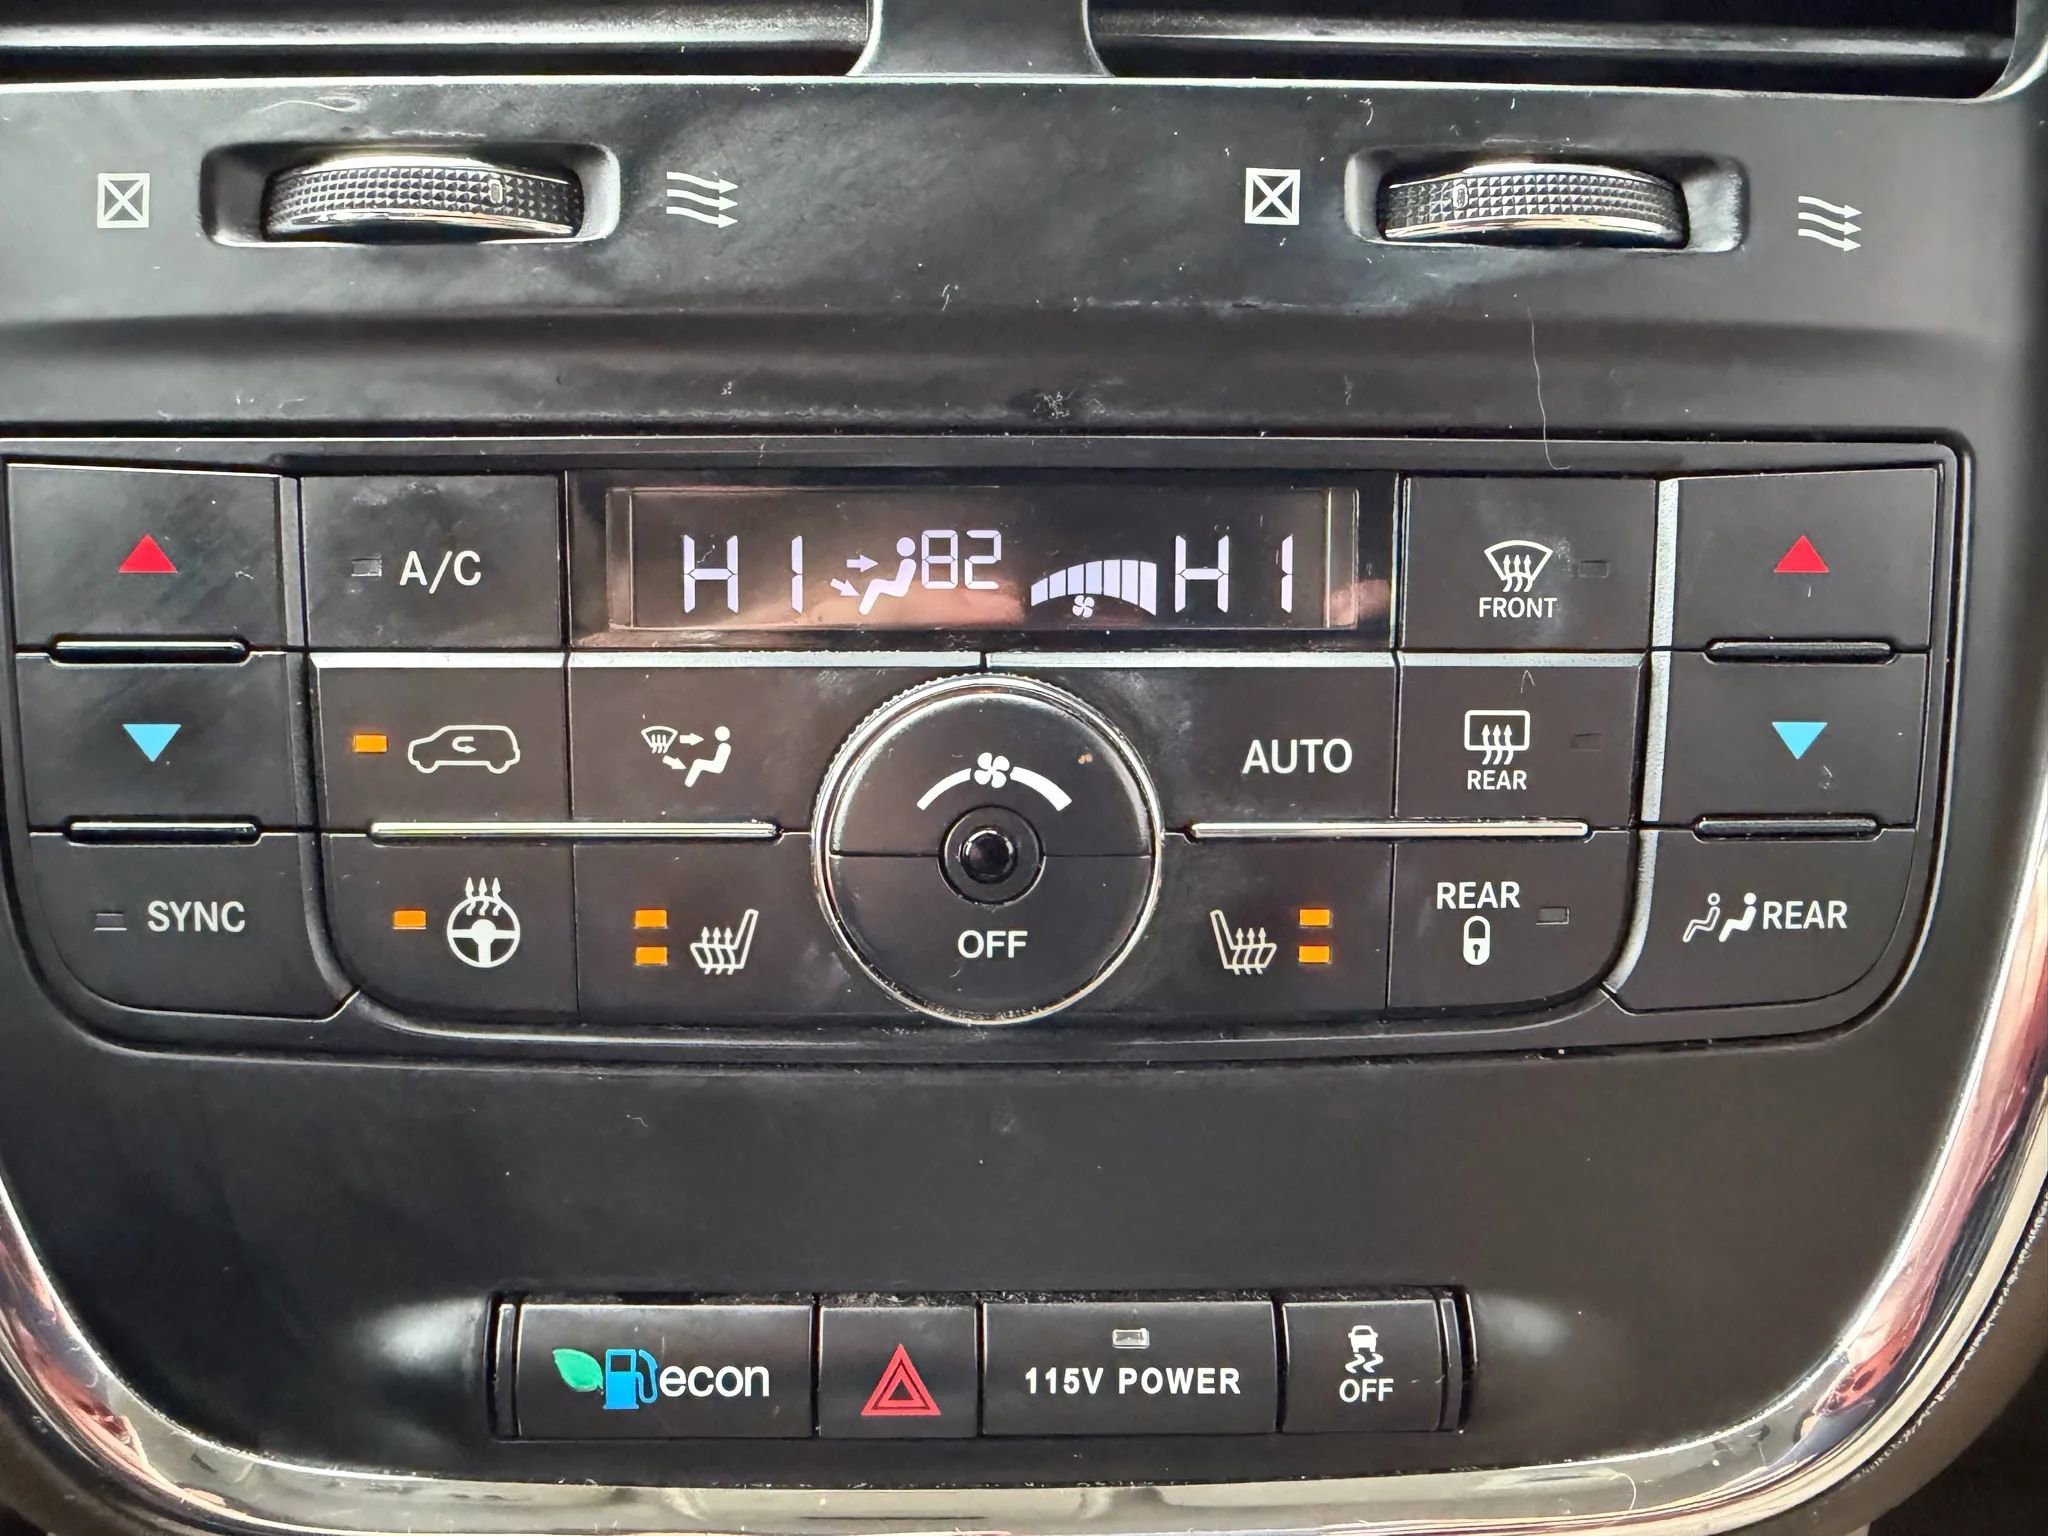 A/C
HI 82 HI
FRONT
AUTO
REAR
SYNC
OFF
REAR
REAR
econ
115V POWER
OFF